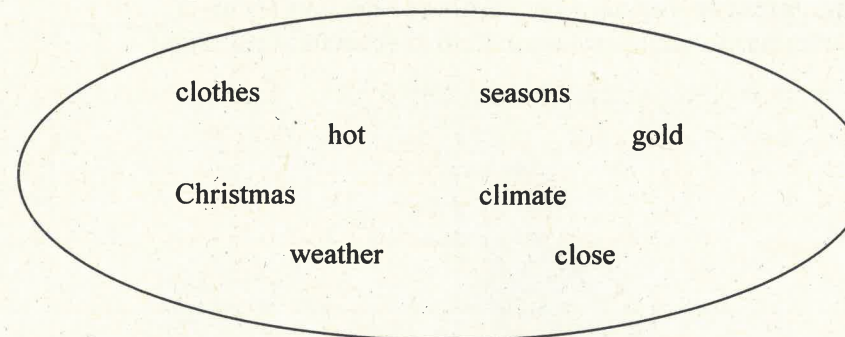 clothes seasons
hot gold
Christmas climate
weather close